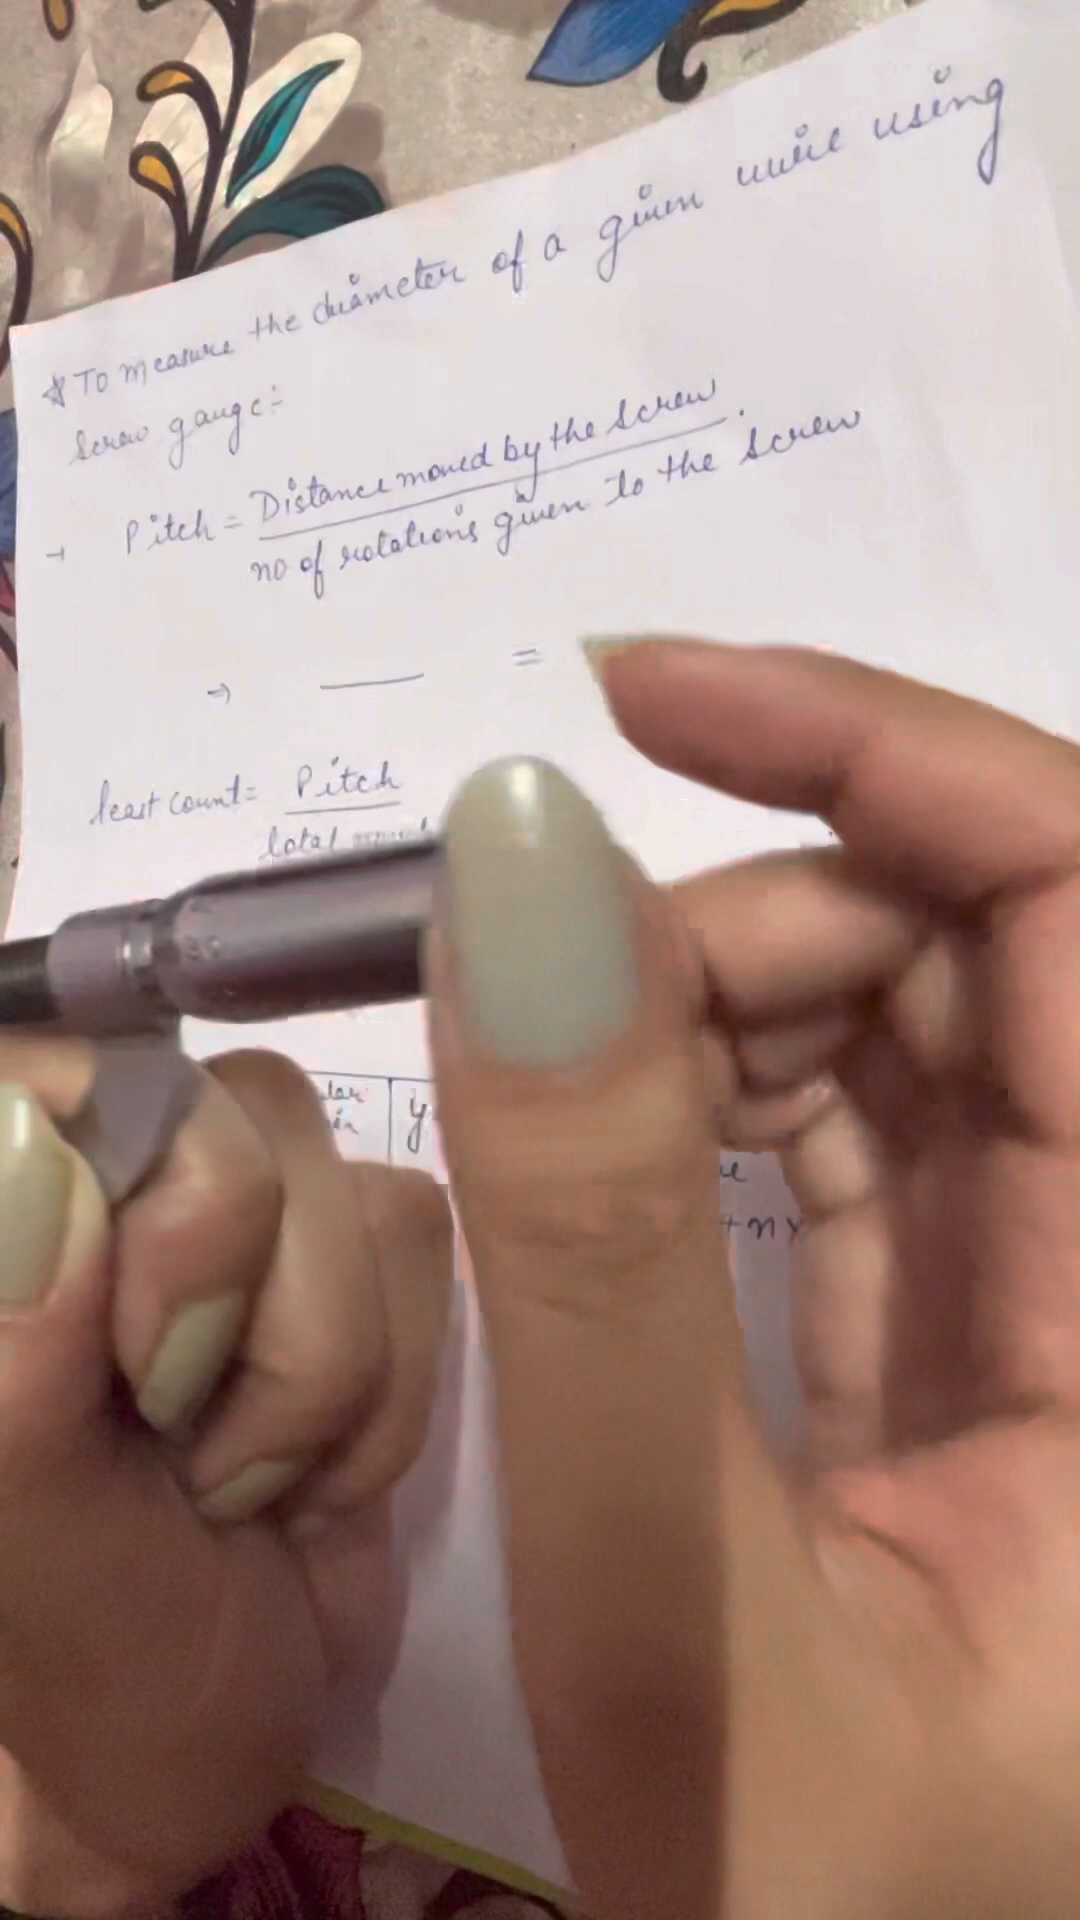 * To measure the diameter of a given wire using
Screw gauge:-
→ Pitch = Distance moved by the screw
no of rotations given to the screw
⇒ —— =
least count = Pitch
total
y
+ n x